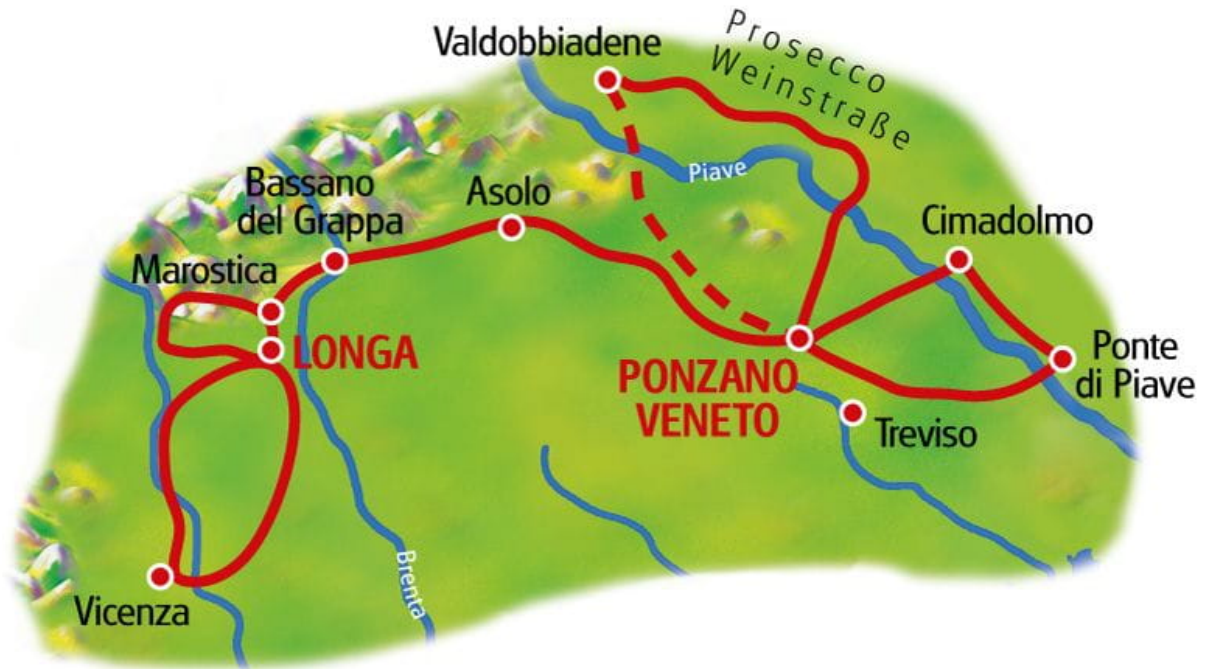 Valdobbiadene
Prosecco
Weinstraße
Piave
Bassano
del Grappa
Asolo
Cimadolmo
Marostica
LONGA
PONZANO
VENETO
Ponte
di Piave
Treviso
Brenta
Vicenza